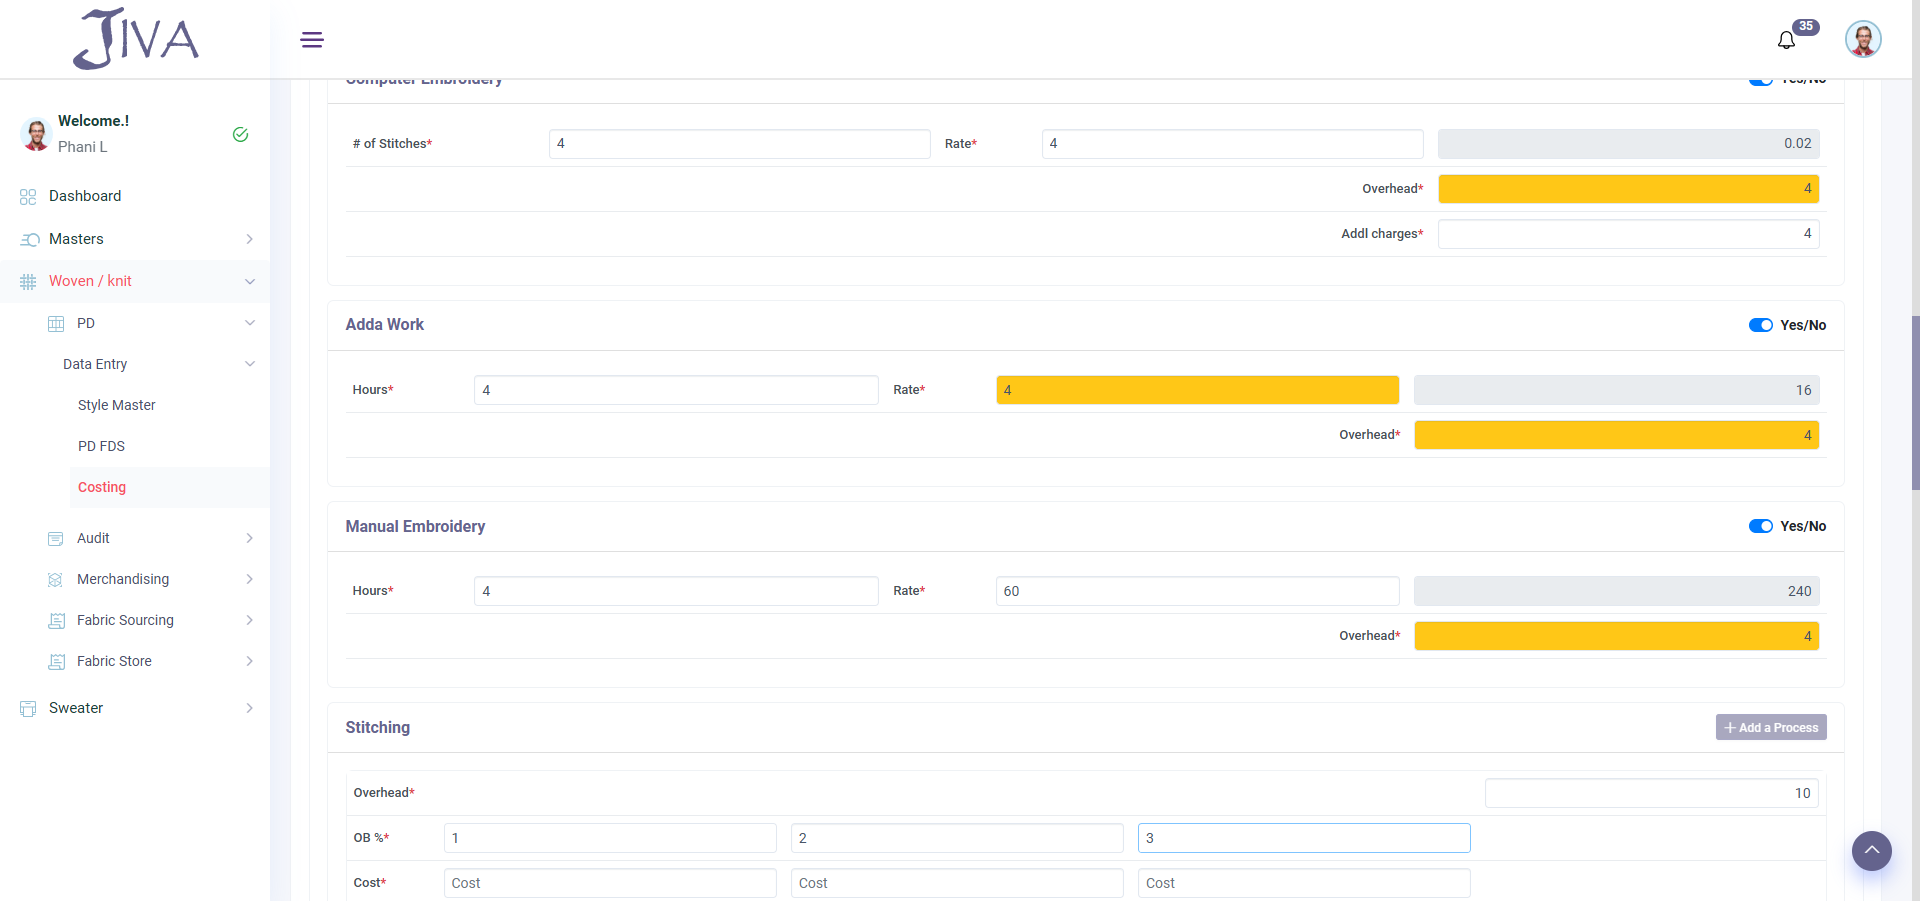 JIVA
35
Welcome.!
Phani L
Dashboard
Masters
Woven / knit
PD
Data Entry
Style Master
PD FDS
Costing
Audit
Merchandising
Fabric Sourcing
Fabric Store
Sweater
Computer Embroidery Yes/No
# of Stitches* 4 Rate* 4 0.02
Overhead* 4
Addl charges* 4
Adda Work Yes/No
Hours* 4 Rate* 4 16
Overhead* 4
Manual Embroidery Yes/No
Hours* 4 Rate* 60 240
Overhead* 4
Stitching + Add a Process
Overhead* 10
OB %* 1 2 3
Cost* Cost Cost Cost